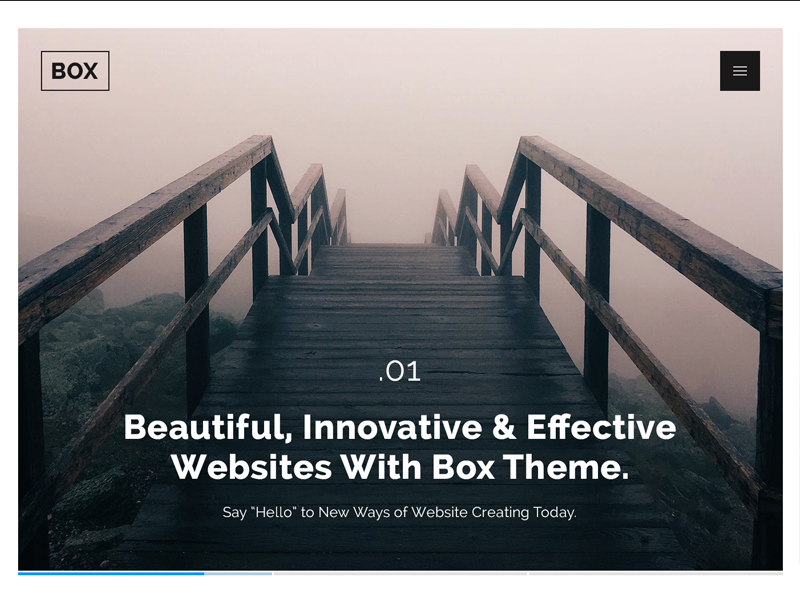 BOX
.01
Beautiful, Innovative & Effective
Websites With Box Theme.
Say "Hello" to New Ways of Website Creating Today.